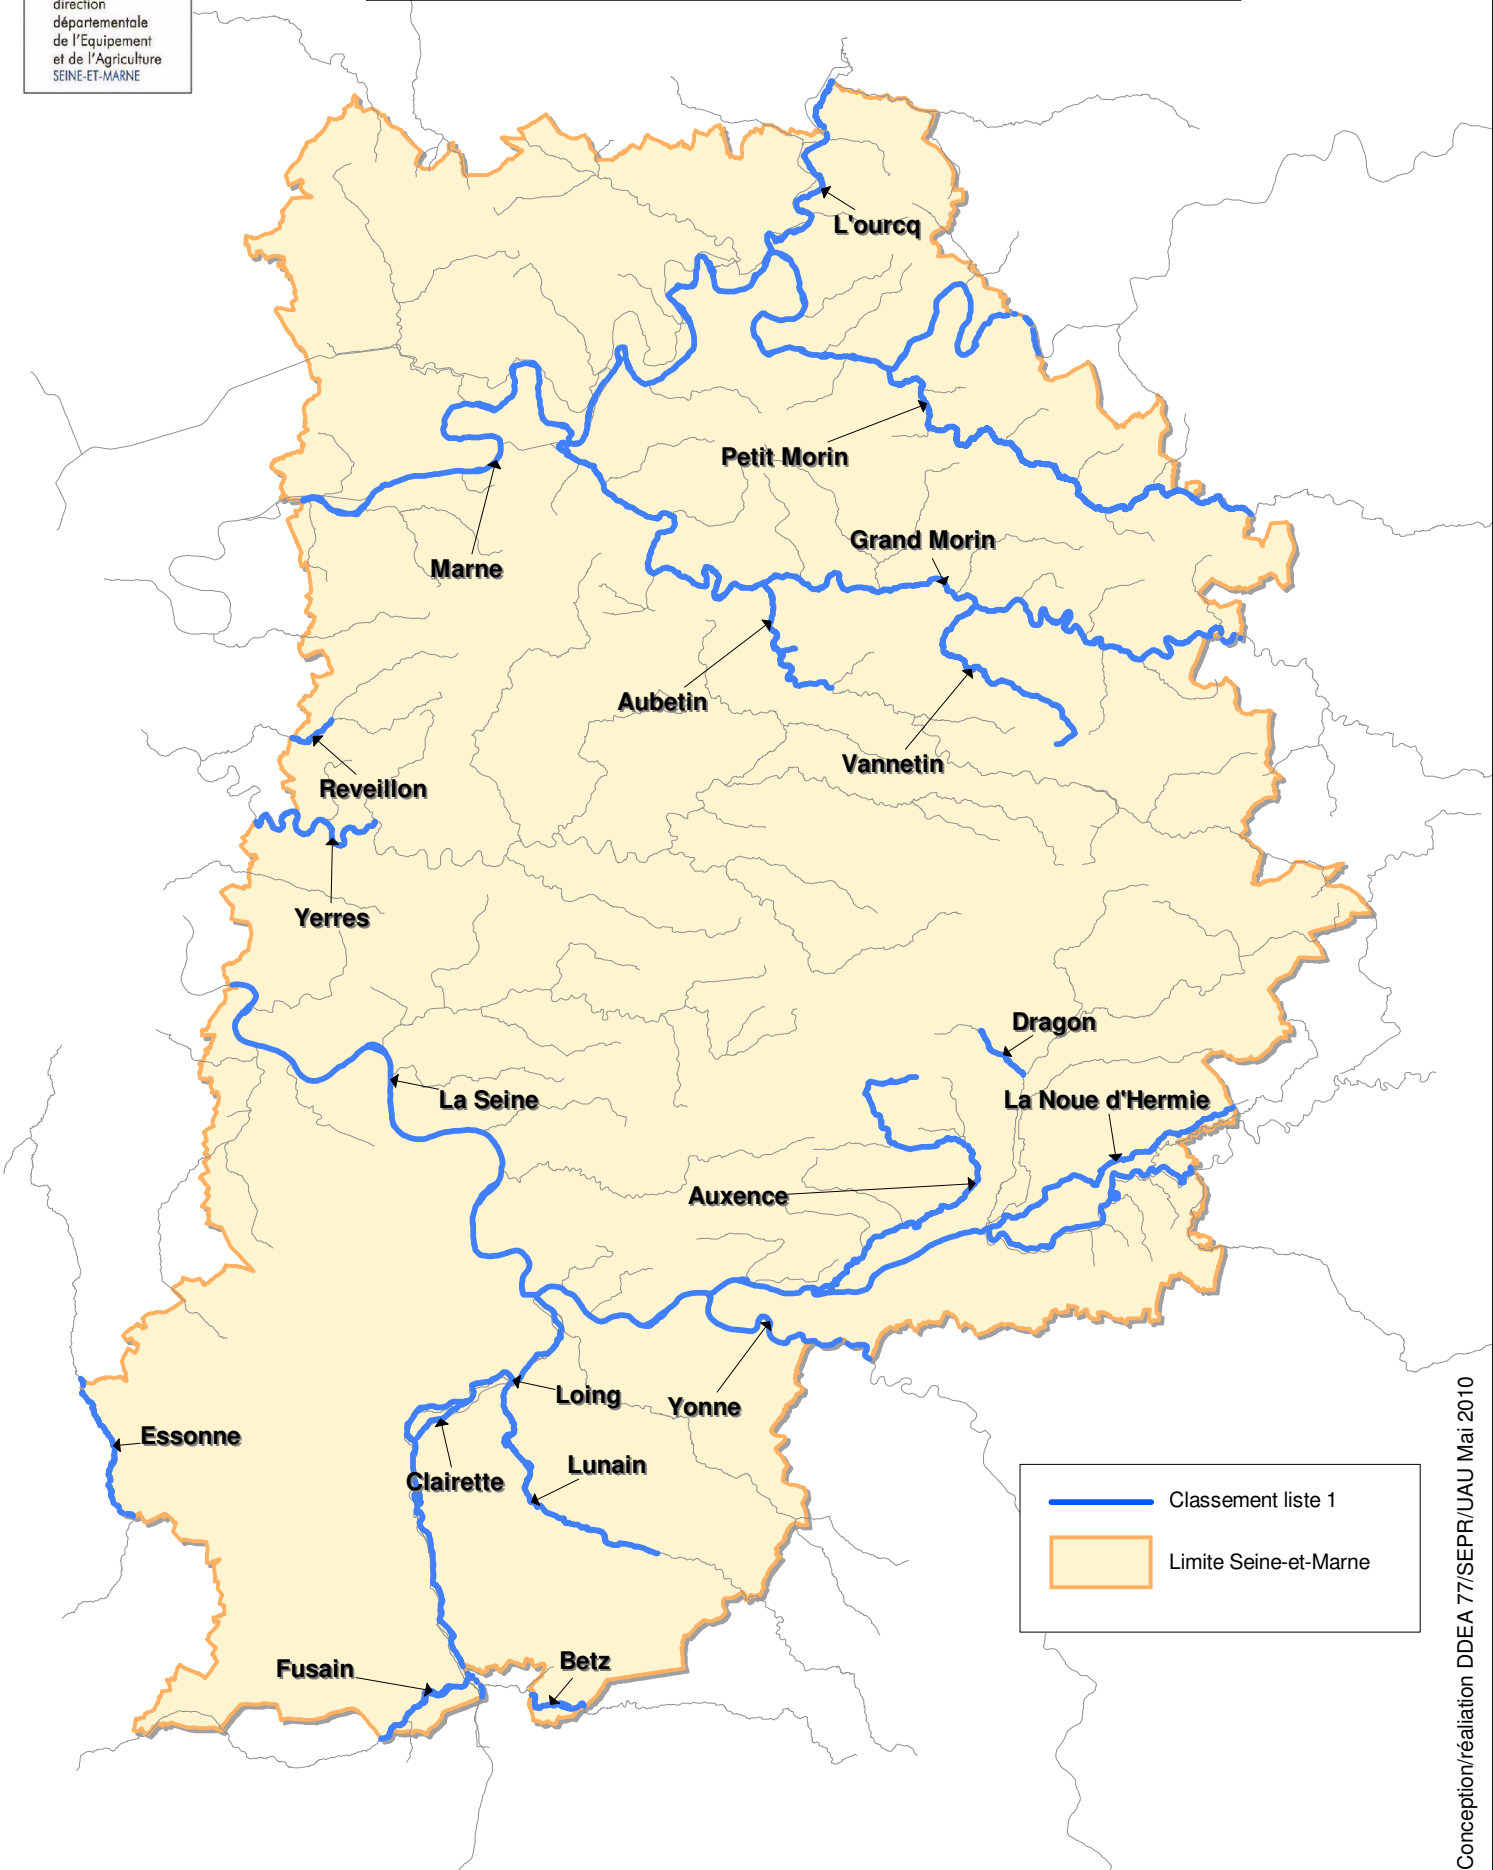 direction
départementale
de l'Equipement
et de l'Agriculture
SEINE-ET-MARNE
L'ourcq
Petit Morin
Grand Morin
Marne
Aubetin
Vannetin
Reveillon
Yerres
Dragon
La Seine
La Noue d'Hermie
Auxence
Loing
Yonne
Essonne
Clairette
Lunain
Classement liste 1
Limite Seine-et-Marne
Fusain
Betz
Conception/réaliation DDEA 77/SEPR/UAU Mai 2010